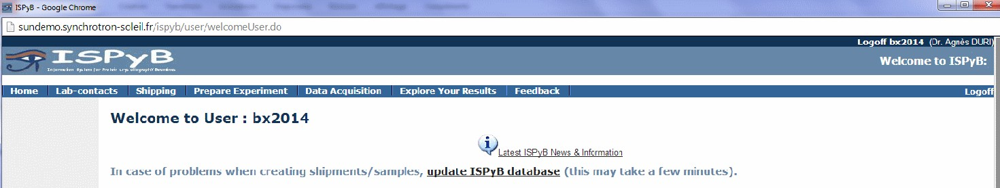 ISPyB - Google Chrome
sundemo.synchrotron-soleil.fr/ispyb/user/welcomeUser.do
Logoff bx2014 (Dr. Agnès DURI)
ISPyB
Information System for Protein crystallography Beamlines
Welcome to ISPyB:
Home Lab-contacts Shipping Prepare Experiment Data Acquisition Explore Your Results Feedback Logoff
Welcome to User : bx2014
Latest ISPyB News & Information
In case of problems when creating shipments/samples, update ISPyB database (this may take a few minutes).